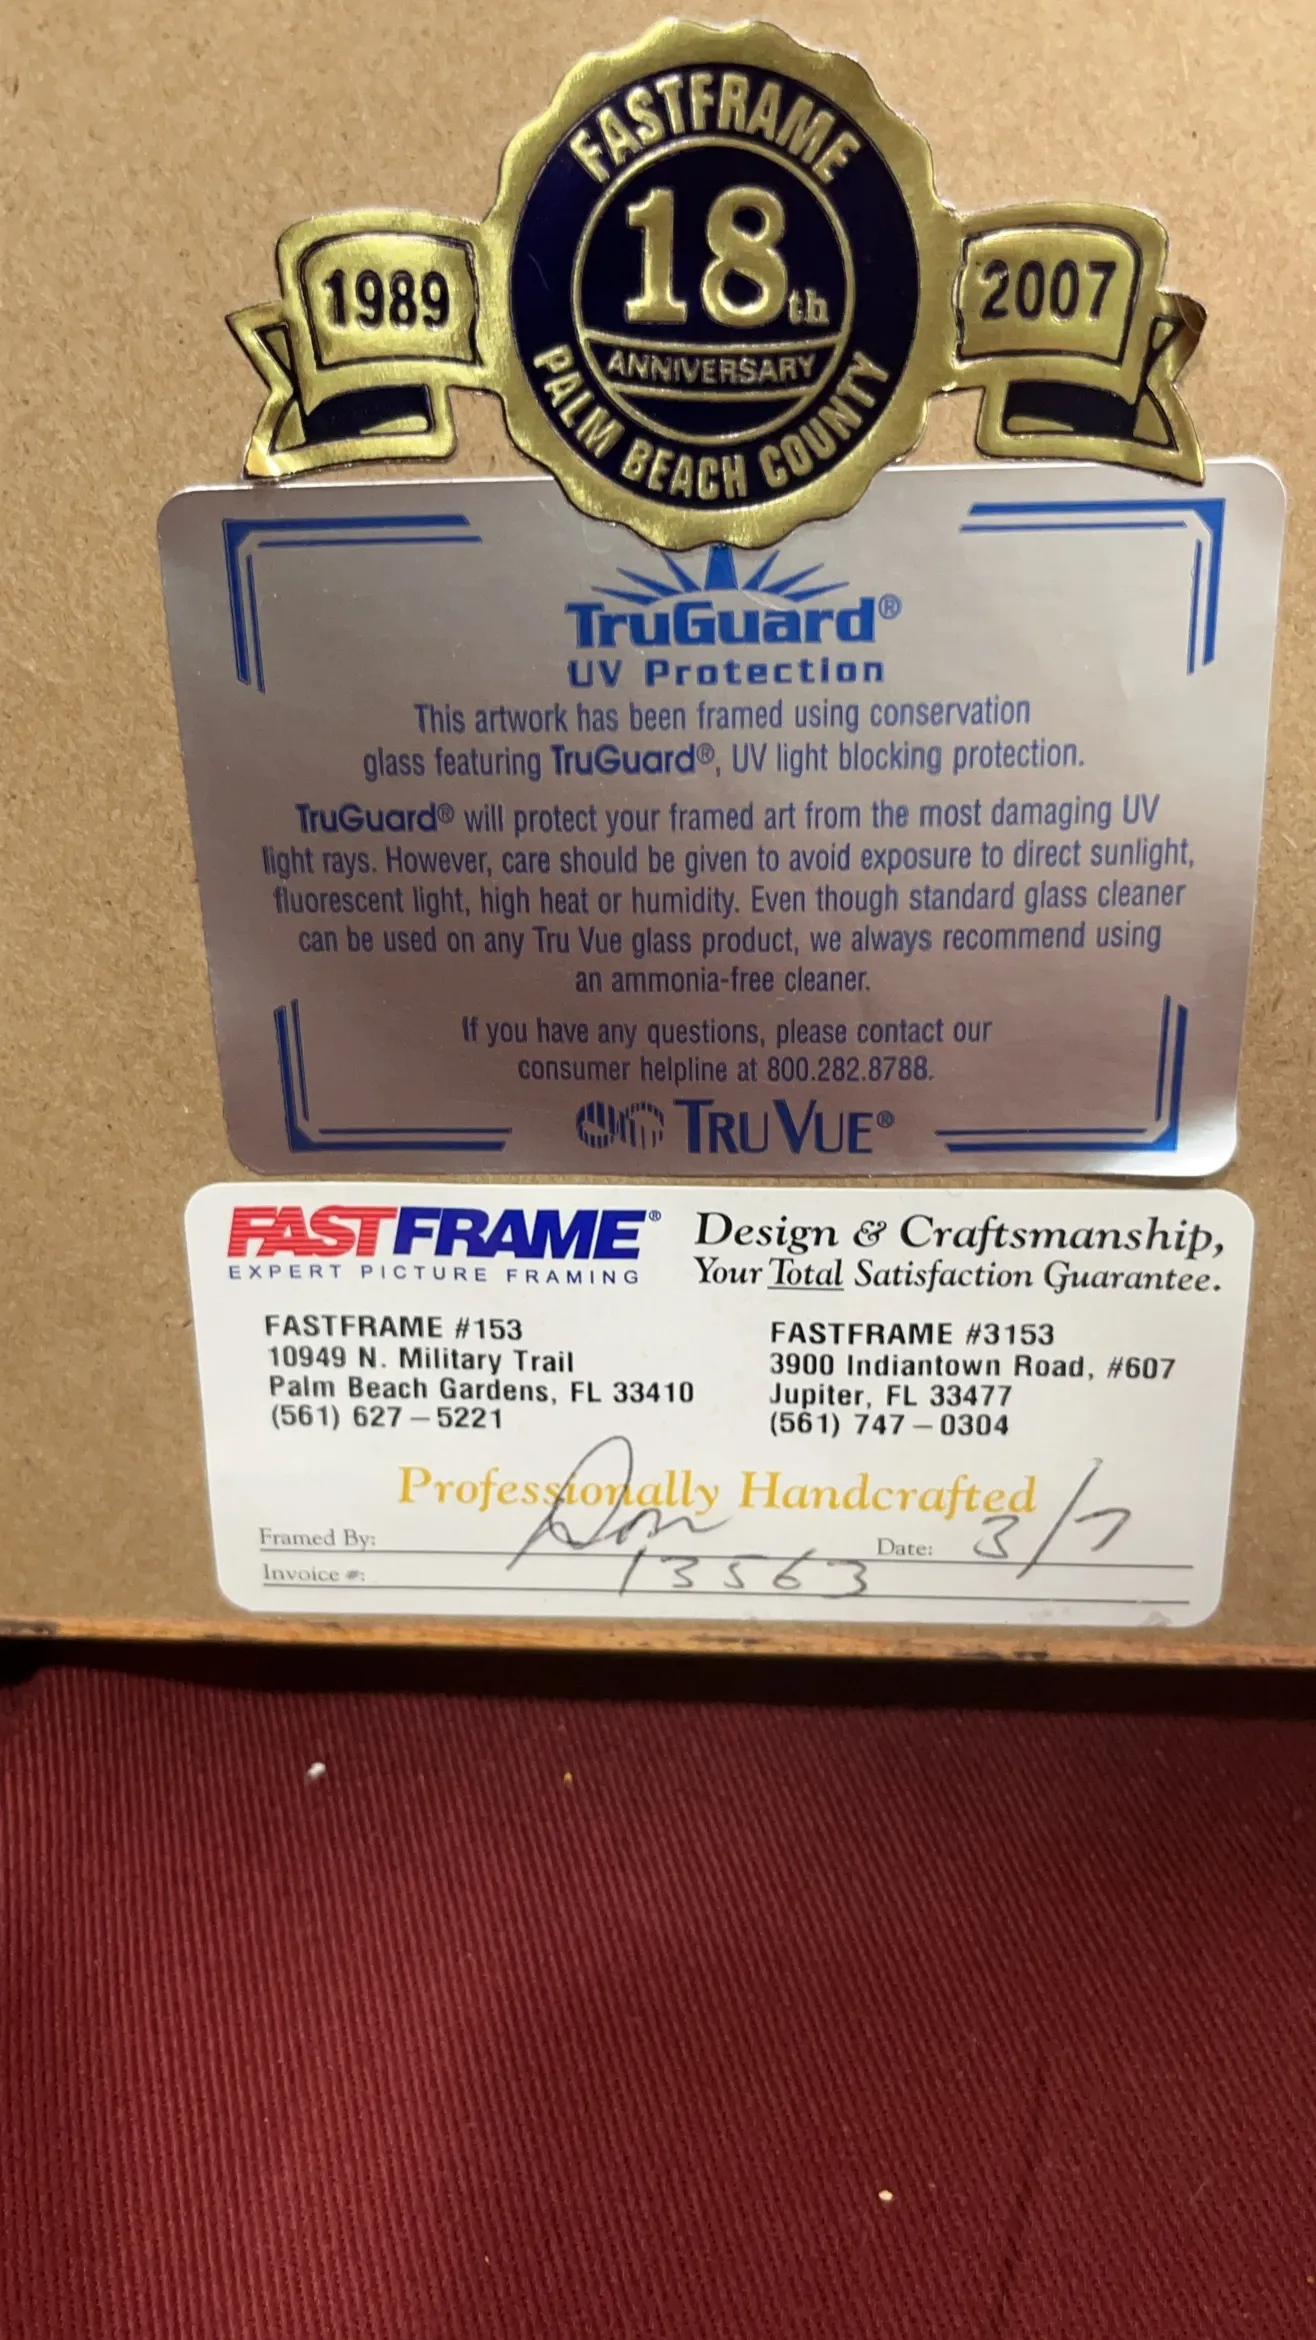 FASTFRAME
18th
ANNIVERSARY
PALM BEACH COUNTY
1989
2007
TruGuard®
UV Protection
This artwork has been framed using conservation
glass featuring TruGuard®, UV light blocking protection.
TruGuard® will protect your framed art from the most damaging UV
light rays. However, care should be given to avoid exposure to direct sunlight,
fluorescent light, high heat or humidity. Even though standard glass cleaner
can be used on any Tru Vue glass product, we always recommend using
an ammonia-free cleaner.
If you have any questions, please contact our
consumer helpline at 800.282.8788.
TRU VUE®
FASTFRAME®
EXPERT PICTURE FRAMING
Design & Craftsmanship,
Your Total Satisfaction Guarantee.
FASTFRAME #153
10949 N. Military Trail
Palm Beach Gardens, FL 33410
(561) 627-5221
FASTFRAME #3153
3900 Indiantown Road, #607
Jupiter, FL 33477
(561) 747-0304
Professionally Handcrafted
Framed By: Don Date: 3/7
Invoice #: 13563